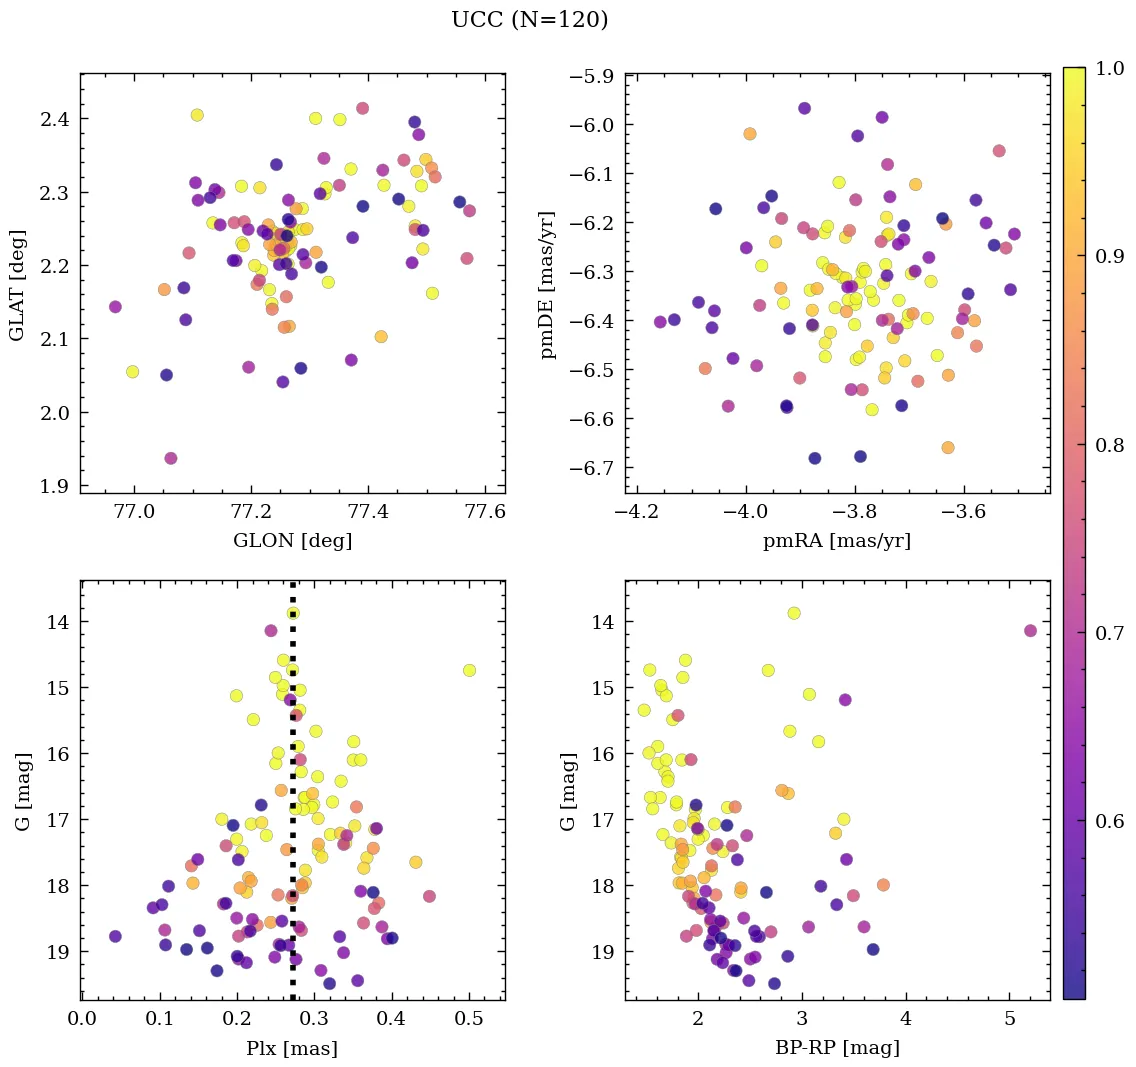 UCC (N=120)
2.4
2.3
2.2
2.1
2.0
1.9
GLAT [deg]
77.0 77.2 77.4 77.6
GLON [deg]
−5.9
−6.0
−6.1
−6.2
−6.3
−6.4
−6.5
−6.6
−6.7
pmDE [mas/yr]
−4.2 −4.0 −3.8 −3.6
pmRA [mas/yr]
1.0
0.9
0.8
0.7
0.6
14
15
16
17
18
19
G [mag]
0.0 0.1 0.2 0.3 0.4 0.5
Plx [mas]
14
15
16
17
18
19
G [mag]
2 3 4 5
BP-RP [mag]